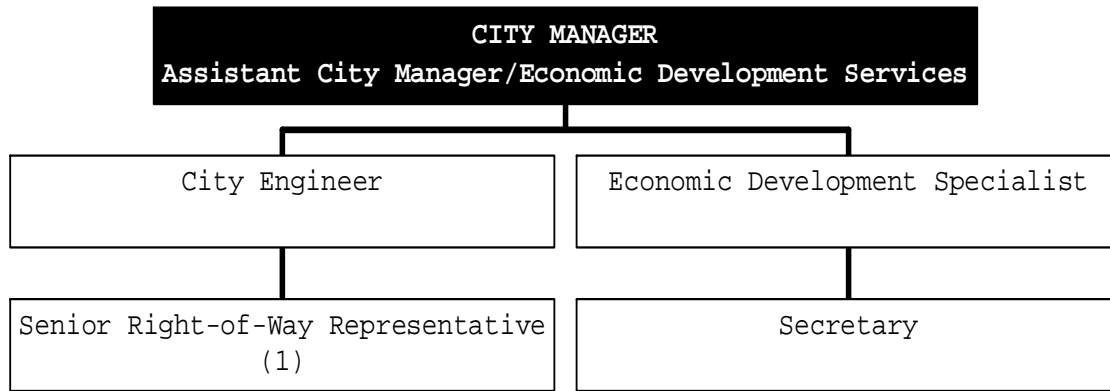 CITY MANAGER
Assistant City Manager/Economic Development Services
City Engineer
Economic Development Specialist
Senior Right-of-Way Representative
(1)
Secretary